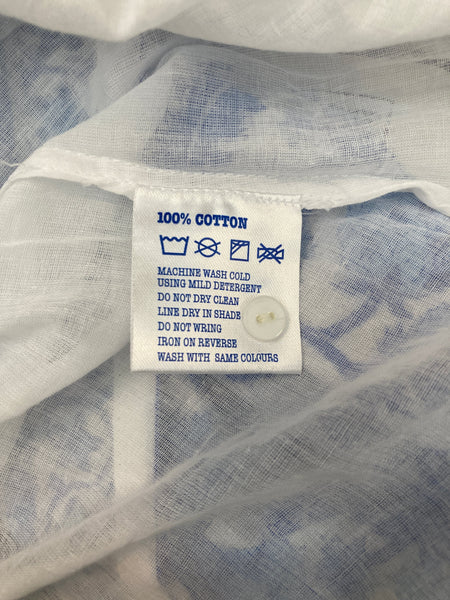 100% COTTON
MACHINE WASH COLD
USING MILD DETERGENT
DO NOT DRY CLEAN
LINE DRY IN SHADE
DO NOT WRING
IRON ON REVERSE
WASH WITH SAME COLOURS